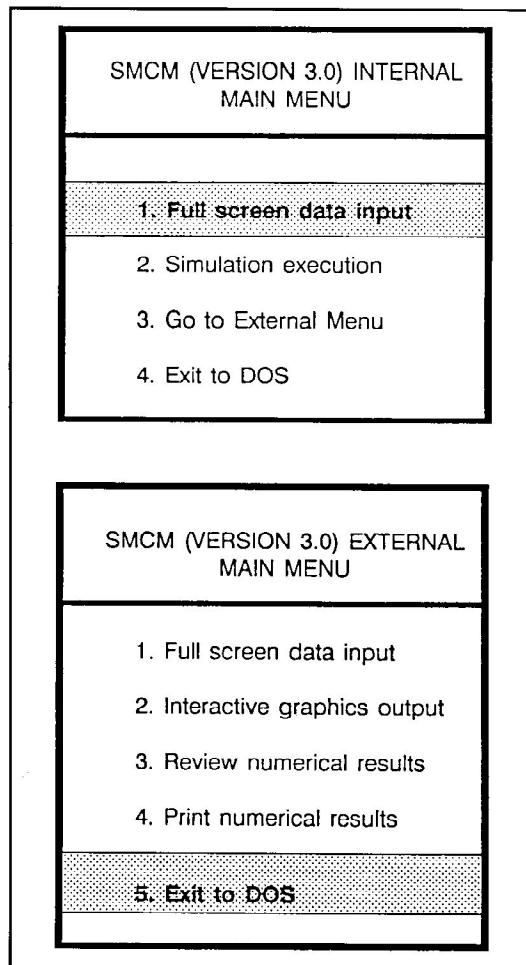 SMCM (VERSION 3.0) INTERNAL
MAIN MENU
1. Full screen data input
2. Simulation execution
3. Go to External Menu
4. Exit to DOS
SMCM (VERSION 3.0) EXTERNAL
MAIN MENU
1. Full screen data input
2. Interactive graphics output
3. Review numerical results
4. Print numerical results
5. Exit to DOS